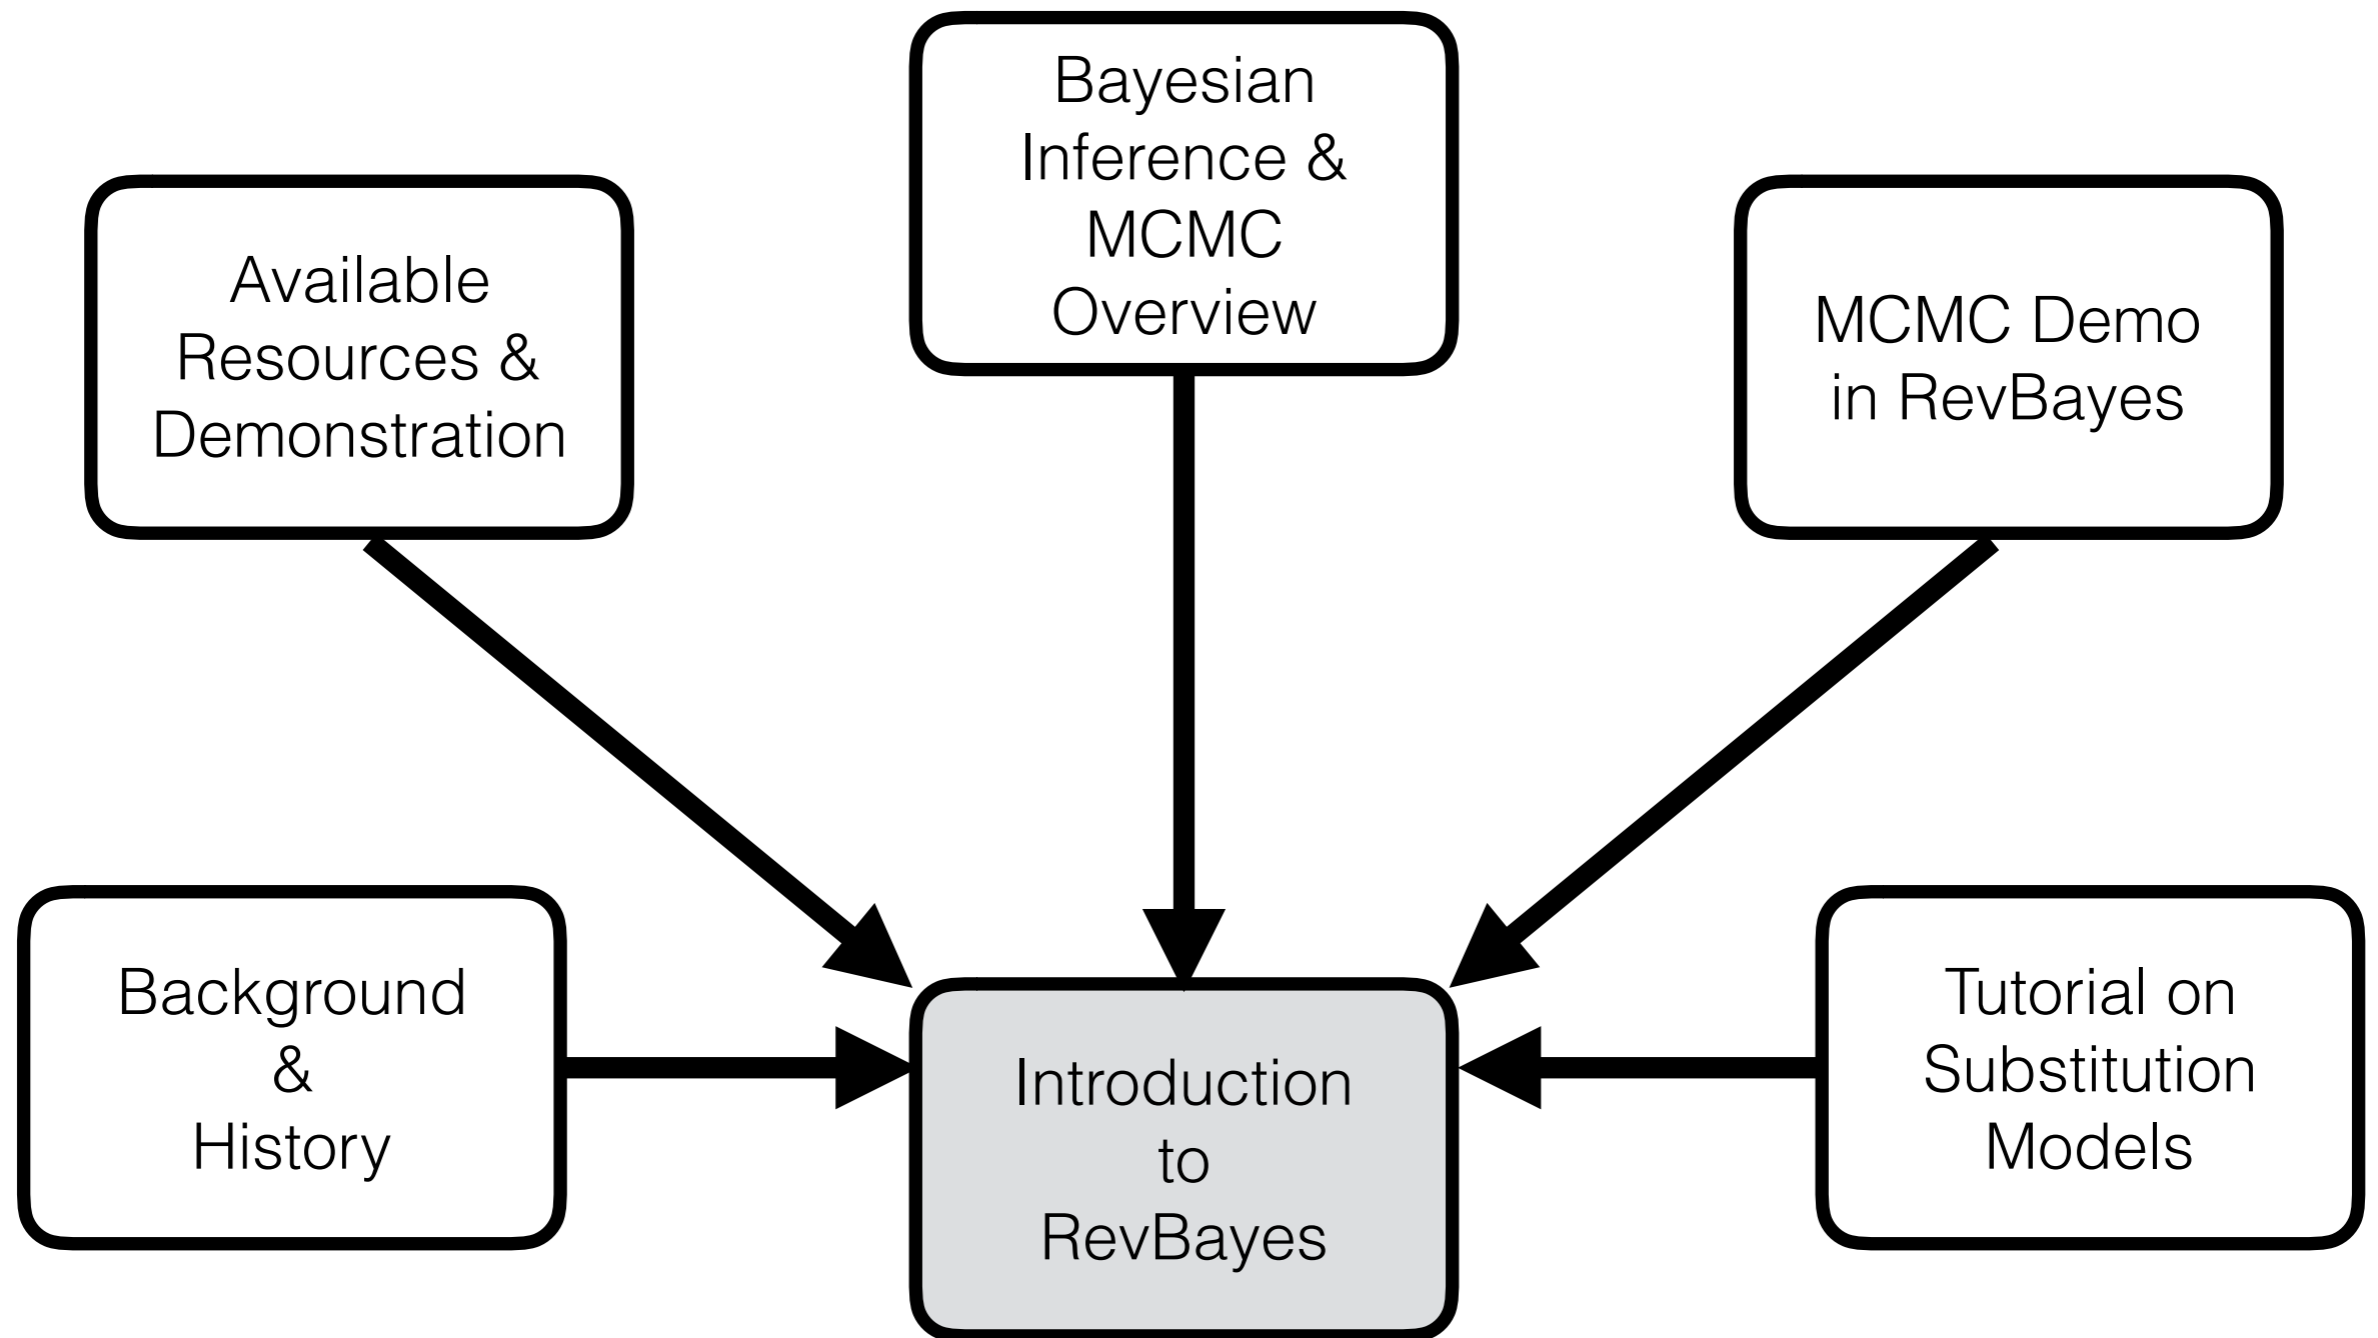 Bayesian
Inference &
MCMC
Overview
Available
Resources &
Demonstration
MCMC Demo
in RevBayes
Background
&
History
Introduction
to
RevBayes
Tutorial on
Substitution
Models